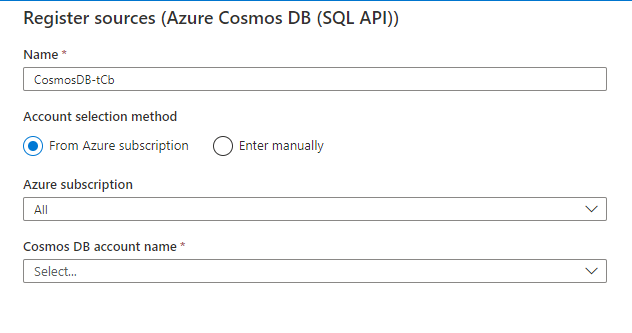 Register sources (Azure Cosmos DB (SQL API))
Name *
CosmosDB-tCb
Account selection method
From Azure subscription Enter manually
Azure subscription
All
Cosmos DB account name *
Select...